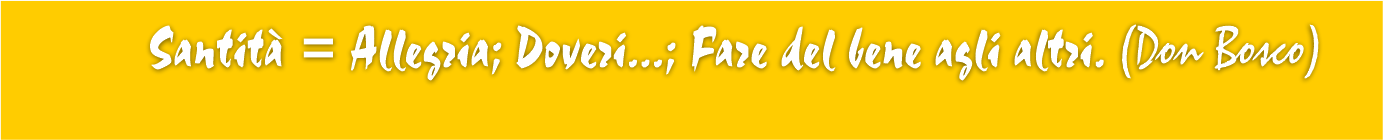 Santità = Allegria; Doveri...; Fare del bene agli altri. (Don Bosco)